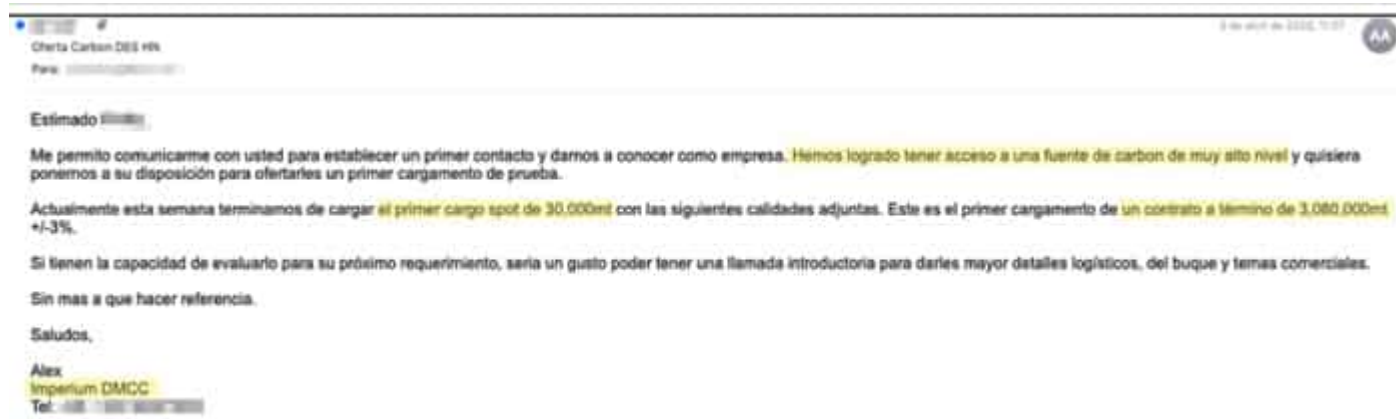 AA
Oferta Carbon DES HN
Para:
Estimado
Me permito comunicarme con usted para establecer un primer contacto y darnos a conocer como empresa. Hemos logrado tener acceso a una fuente de carbon de muy alto nivel y quisiera
ponernos a su disposición para ofertarles un primer cargamento de prueba.
Actualmente esta semana terminamos de cargar el primer cargo spot de 30.000mt con las siguientes calidades adjuntas. Este es el primer cargamento de un contrato a término de 3,080,000mt
+/-3%.
Si tienen la capacidad de evaluarlo para su próximo requerimiento, seria un gusto poder tener una llamada introductoria para darles mayor detalles logísticos, del buque y temas comerciales.
Sin mas a que hacer referencia.
Saludos,
Alex
Imperium DMCC
Tel: